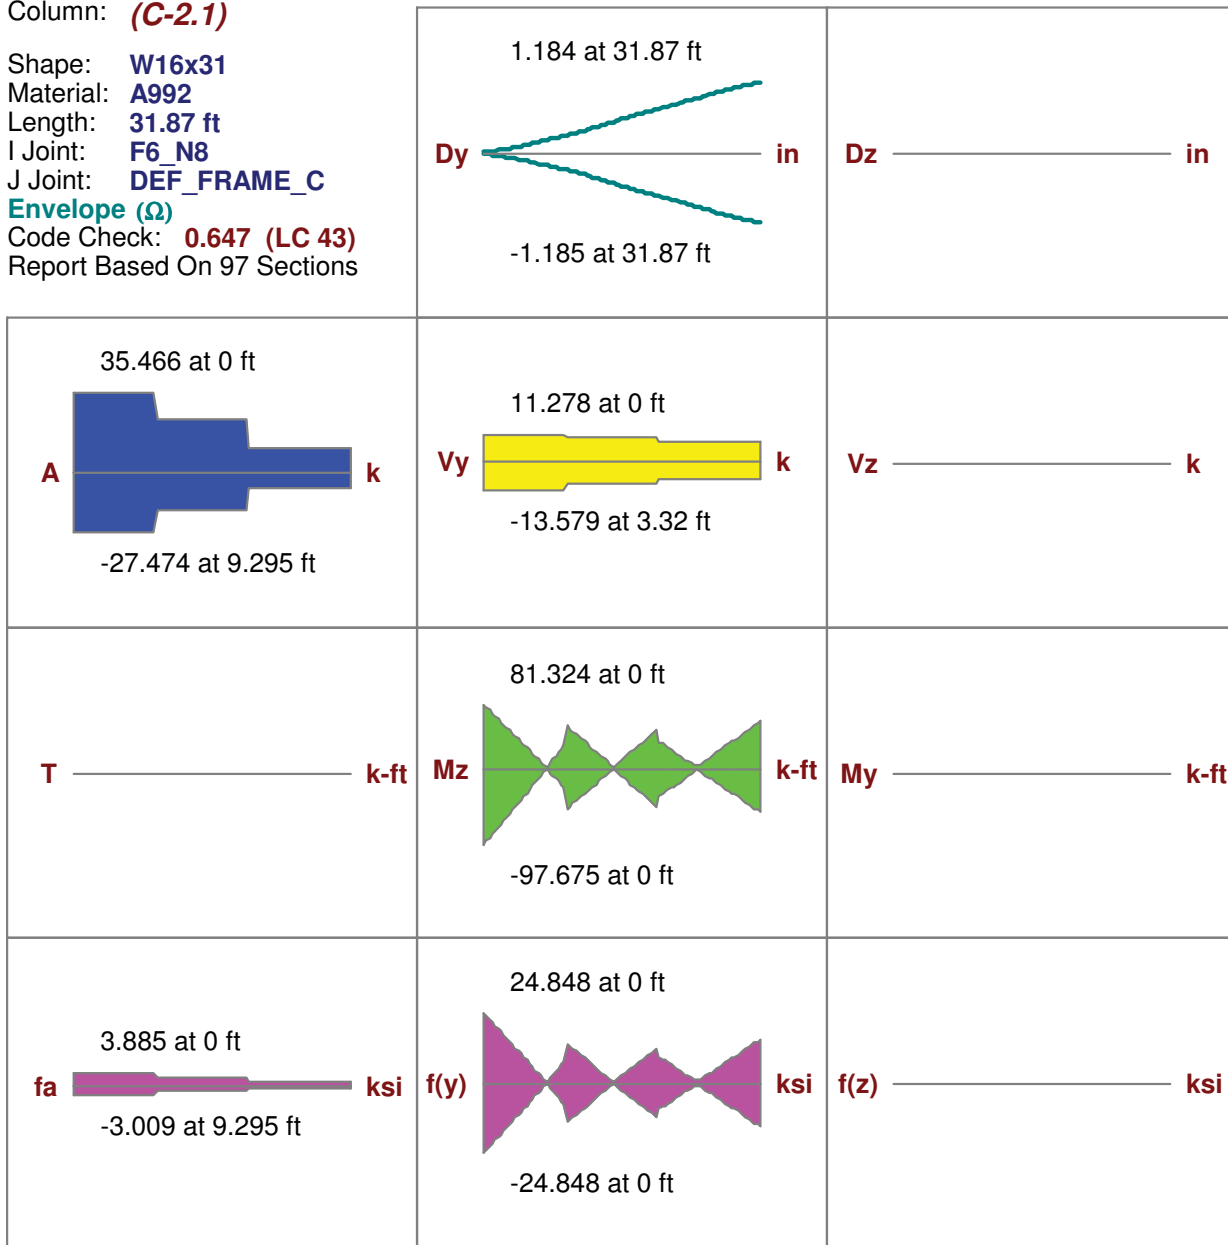 Column: (C-2.1)
Shape: W16x31
Material: A992
Length: 31.87 ft
I Joint: F6_N8
J Joint: DEF_FRAME_C
Envelope (Ω)
Code Check: 0.647 (LC 43)
Report Based On 97 Sections
1.184 at 31.87 ft
Dy in
-1.185 at 31.87 ft
Dz in
35.466 at 0 ft
A k
-27.474 at 9.295 ft
11.278 at 0 ft
Vy k
-13.579 at 3.32 ft
Vz k
T k-ft
81.324 at 0 ft
Mz k-ft
-97.675 at 0 ft
My k-ft
3.885 at 0 ft
fa ksi
-3.009 at 9.295 ft
24.848 at 0 ft
f(y) ksi
-24.848 at 0 ft
f(z) ksi